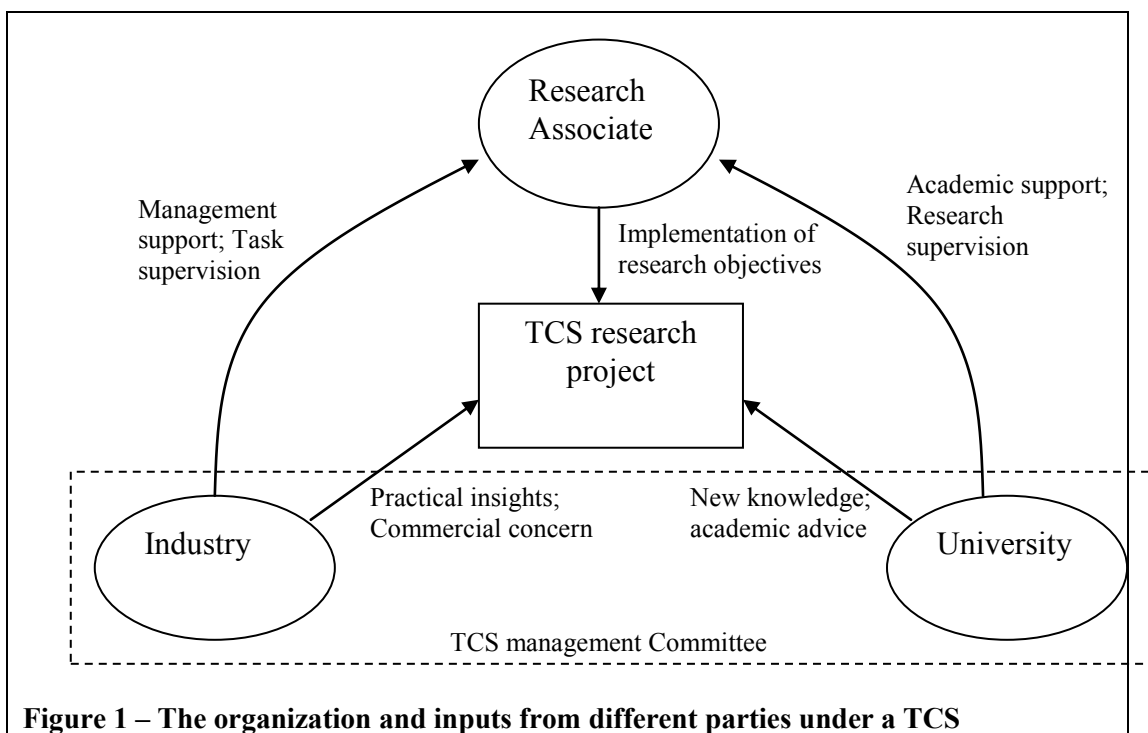 Research
Associate
Management
support; Task
supervision
Academic support;
Research
supervision
Implementation of
research objectives
TCS research
project
Practical insights;
Commercial concern
New knowledge;
academic advice
Industry
University
TCS management Committee
Figure 1 – The organization and inputs from different parties under a TCS